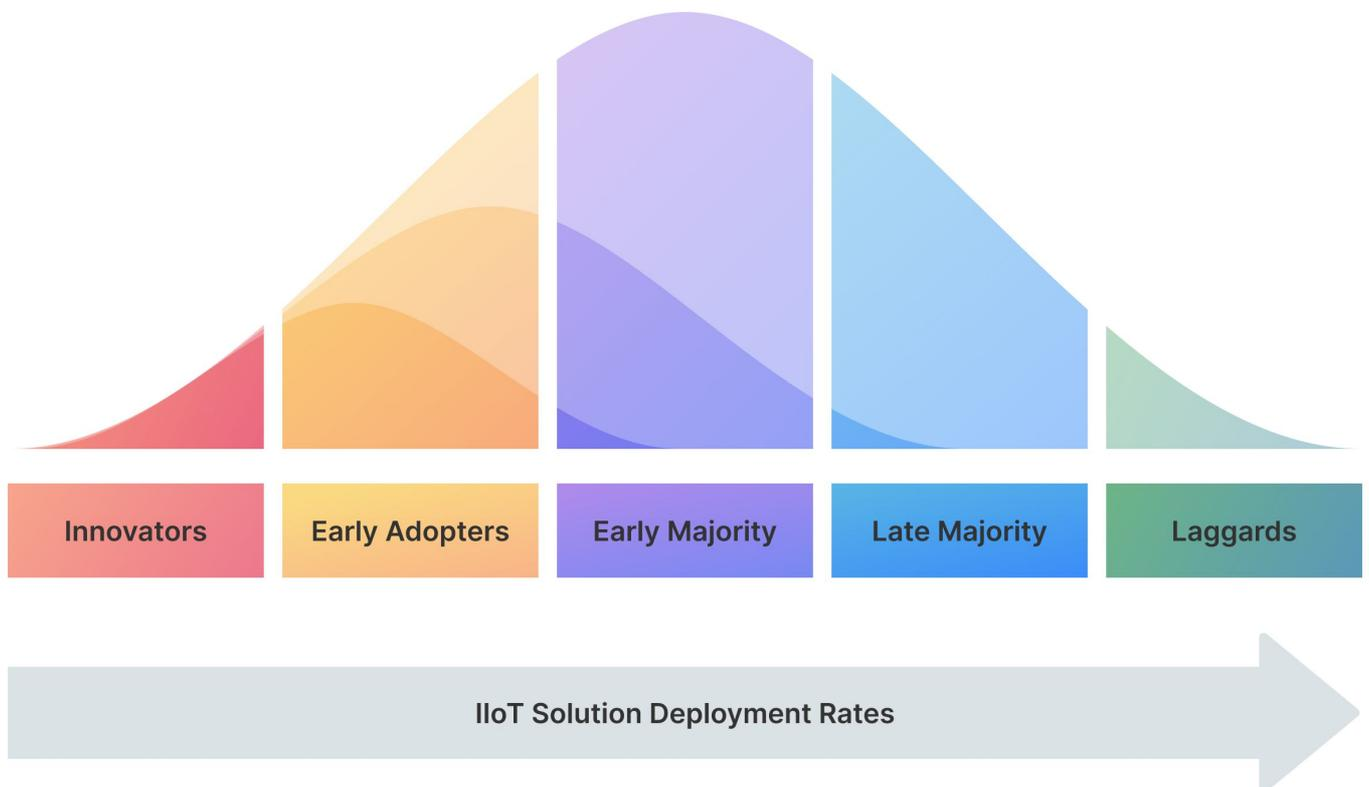 Innovators
Early Adopters
Early Majority
Late Majority
Laggards
IIoT Solution Deployment Rates